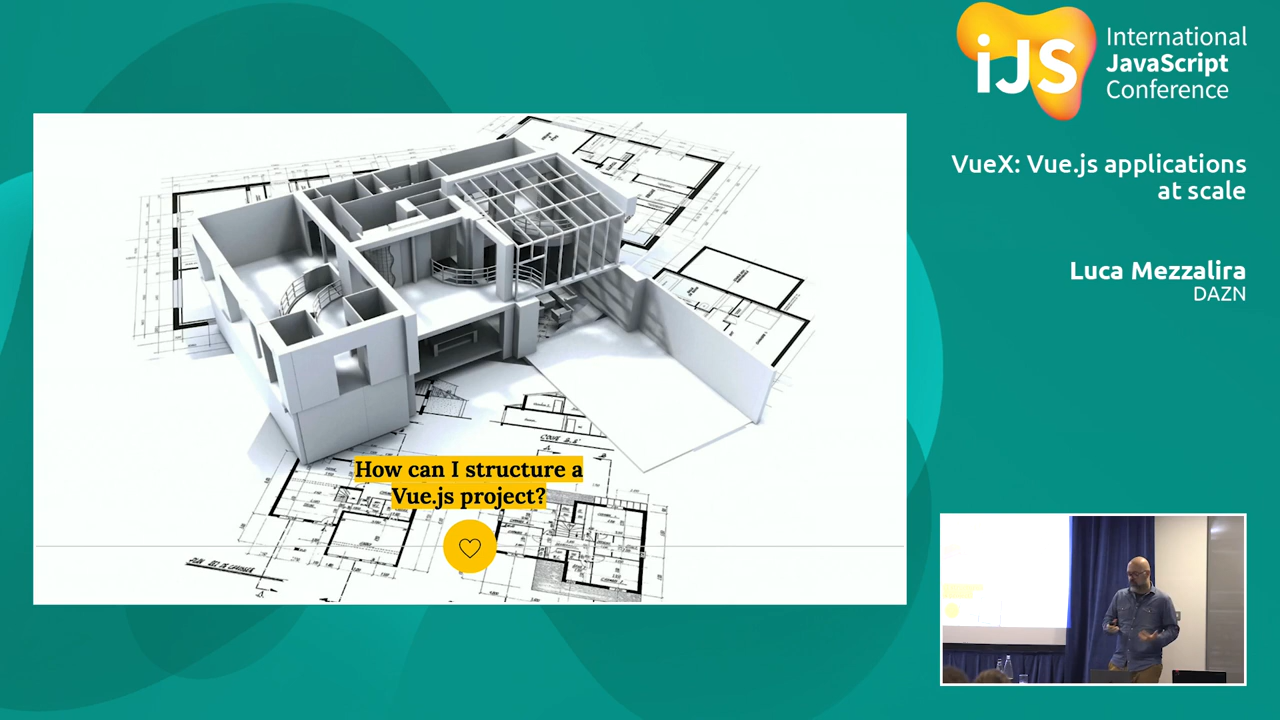 iJS
International
JavaScript
Conference
VueX: Vue.js applications
at scale
Luca Mezzalira
DAZN
How can I structure a
Vue.js project?